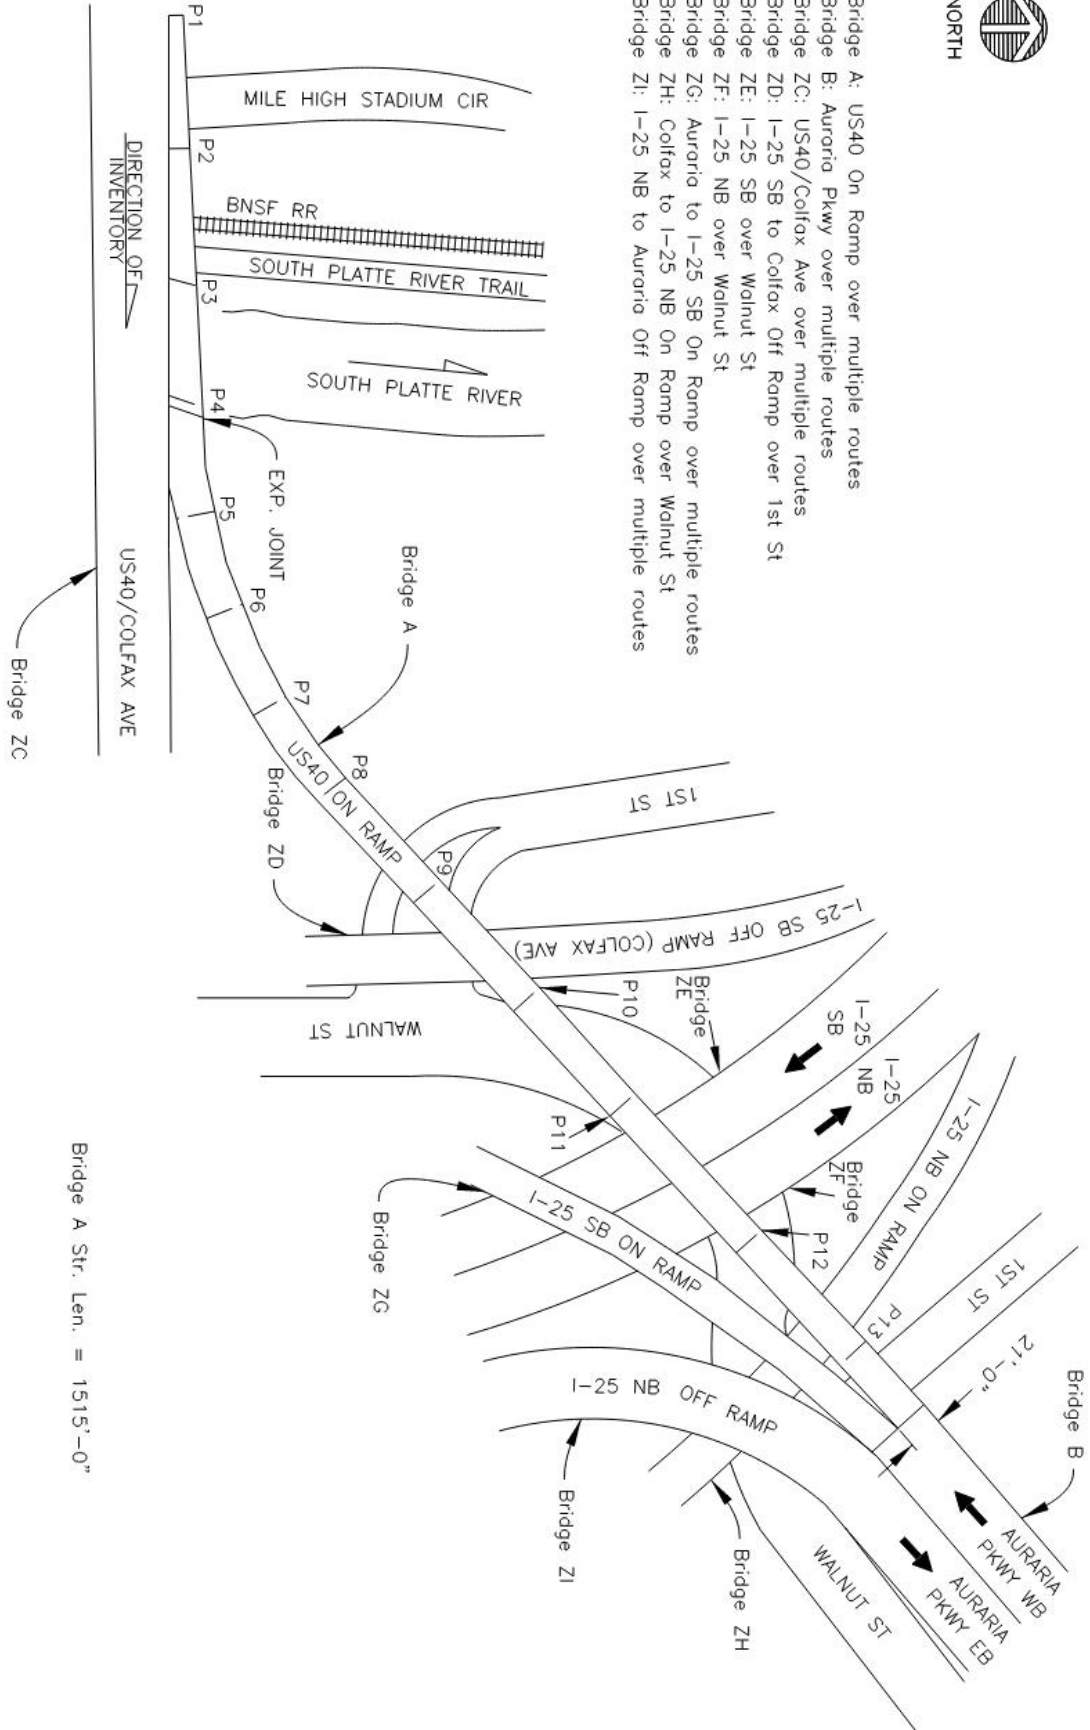 NORTH
Bridge A: US40 On Ramp over multiple routes
Bridge B: Auraria Pkwy over multiple routes
Bridge ZC: US40/Colfax Ave over multiple routes
Bridge ZD: I-25 SB to Colfax Off Ramp over 1st St
Bridge ZE: I-25 SB over Walnut St
Bridge ZF: I-25 NB over Walnut St
Bridge ZG: Auraria to I-25 SB On Ramp over multiple routes
Bridge ZH: Colfax to I-25 NB On Ramp over Walnut St
Bridge ZI: I-25 NB to Auraria Off Ramp over multiple routes
P1
MILE HIGH STADIUM CIR
P2
BNSF RR
SOUTH PLATTE RIVER TRAIL
P3
SOUTH PLATTE RIVER
P4
EXP. JOINT
P5
P6
P7
Bridge A
P8
DIRECTION OF
INVENTORY
US40/COLFAX AVE
Bridge ZC
US40 ON RAMP
Bridge ZD
1ST ST
P9
I-25 SB OFF RAMP (COLFAX AVE)
P10
WALNUT ST
Bridge
ZE
I-25
SB
I-25
NB
P11
Bridge
ZF
I-25 NB ON RAMP
P12
I-25 SB ON RAMP
Bridge ZG
1ST ST
P13
21'-0"
Bridge B
I-25 NB OFF RAMP
Bridge ZI
Bridge ZH
WALNUT ST
AURARIA
PKWY WB
AURARIA
PKWY EB
Bridge A Str. Len. = 1515'-0"